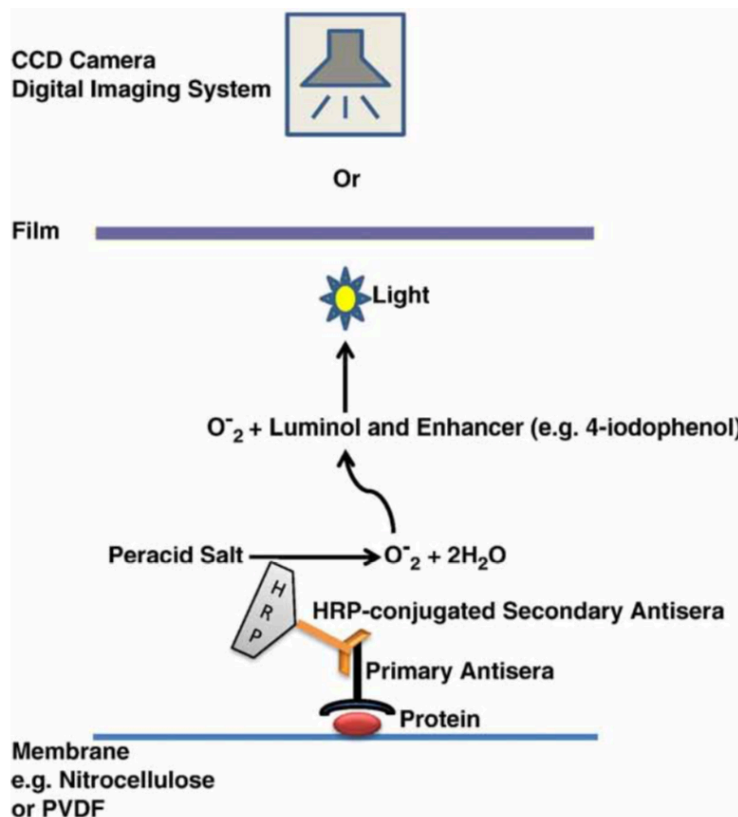 CCD Camera
Digital Imaging System
Or
Film
Light
O⁻₂ + Luminol and Enhancer (e.g. 4-iodophenol)
Peracid Salt
O⁻₂ + 2H₂O
HRP
HRP-conjugated Secondary Antisera
Primary Antisera
Protein
Membrane
e.g. Nitrocellulose
or PVDF